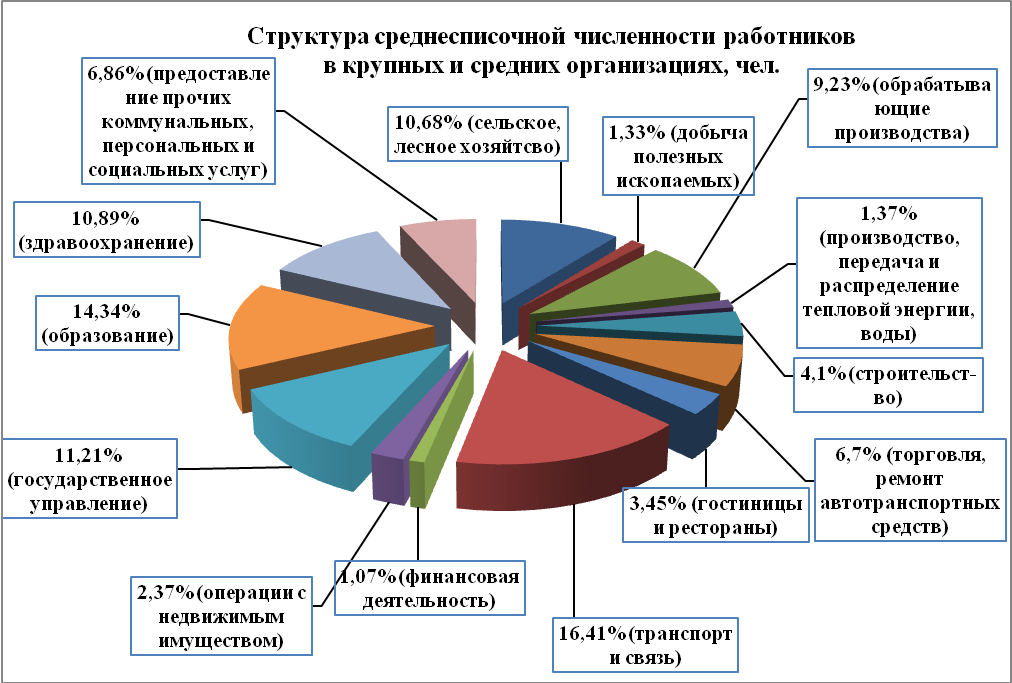 Структура среднесписочной численности работников
в крупных и средних организациях, чел.
6,86%(предоставле
ние прочих
коммунальных,
персональных и
социальных услуг)
10,68% (сельское,
лесное хозяйтсво)
1,33% (добыча
полезных
ископаемых)
9,23%(обрабатыва
ющие
производства)
1,37%
(производство,
передача и
распределение
тепловой энергии,
воды)
4,1%(строительст-
во)
6,7% (торговля,
ремонт
автотранспортных
средств)
3,45% (гостиницы
и рестораны)
16,41%(транспорт
и связь)
1,07%(финансовая
деятельность)
2,37%(операции с
недвижимым
имуществом)
11,21%
(государственное
управление)
14,34%
(образование)
10,89%
(здравоохранение)